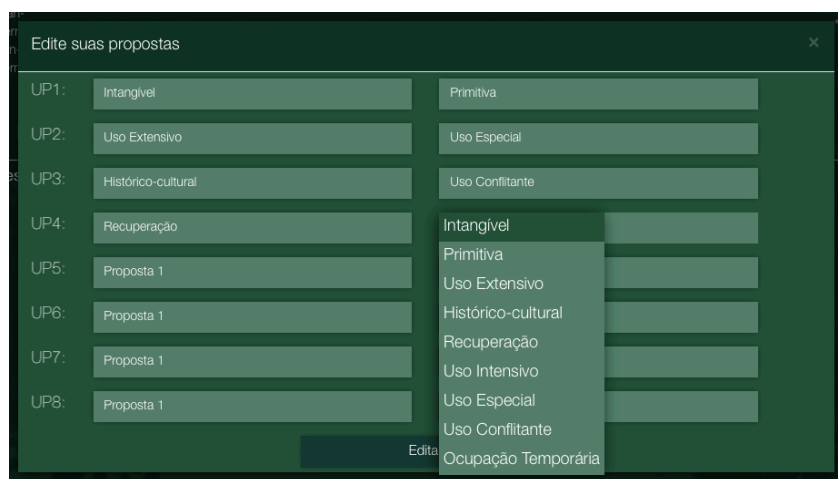 Edite suas propostas ×
UP1: Intangível Primitiva
UP2: Uso Extensivo Uso Especial
UP3: Histórico-cultural Uso Conflitante
UP4: Recuperação Intangível
Primitiva
UP5: Proposta 1
Uso Extensivo
UP6: Proposta 1 Histórico-cultural
Recuperação
UP7: Proposta 1
Uso Intensivo
UP8: Proposta 1 Uso Especial
Uso Conflitante
Edita
Ocupação Temporária